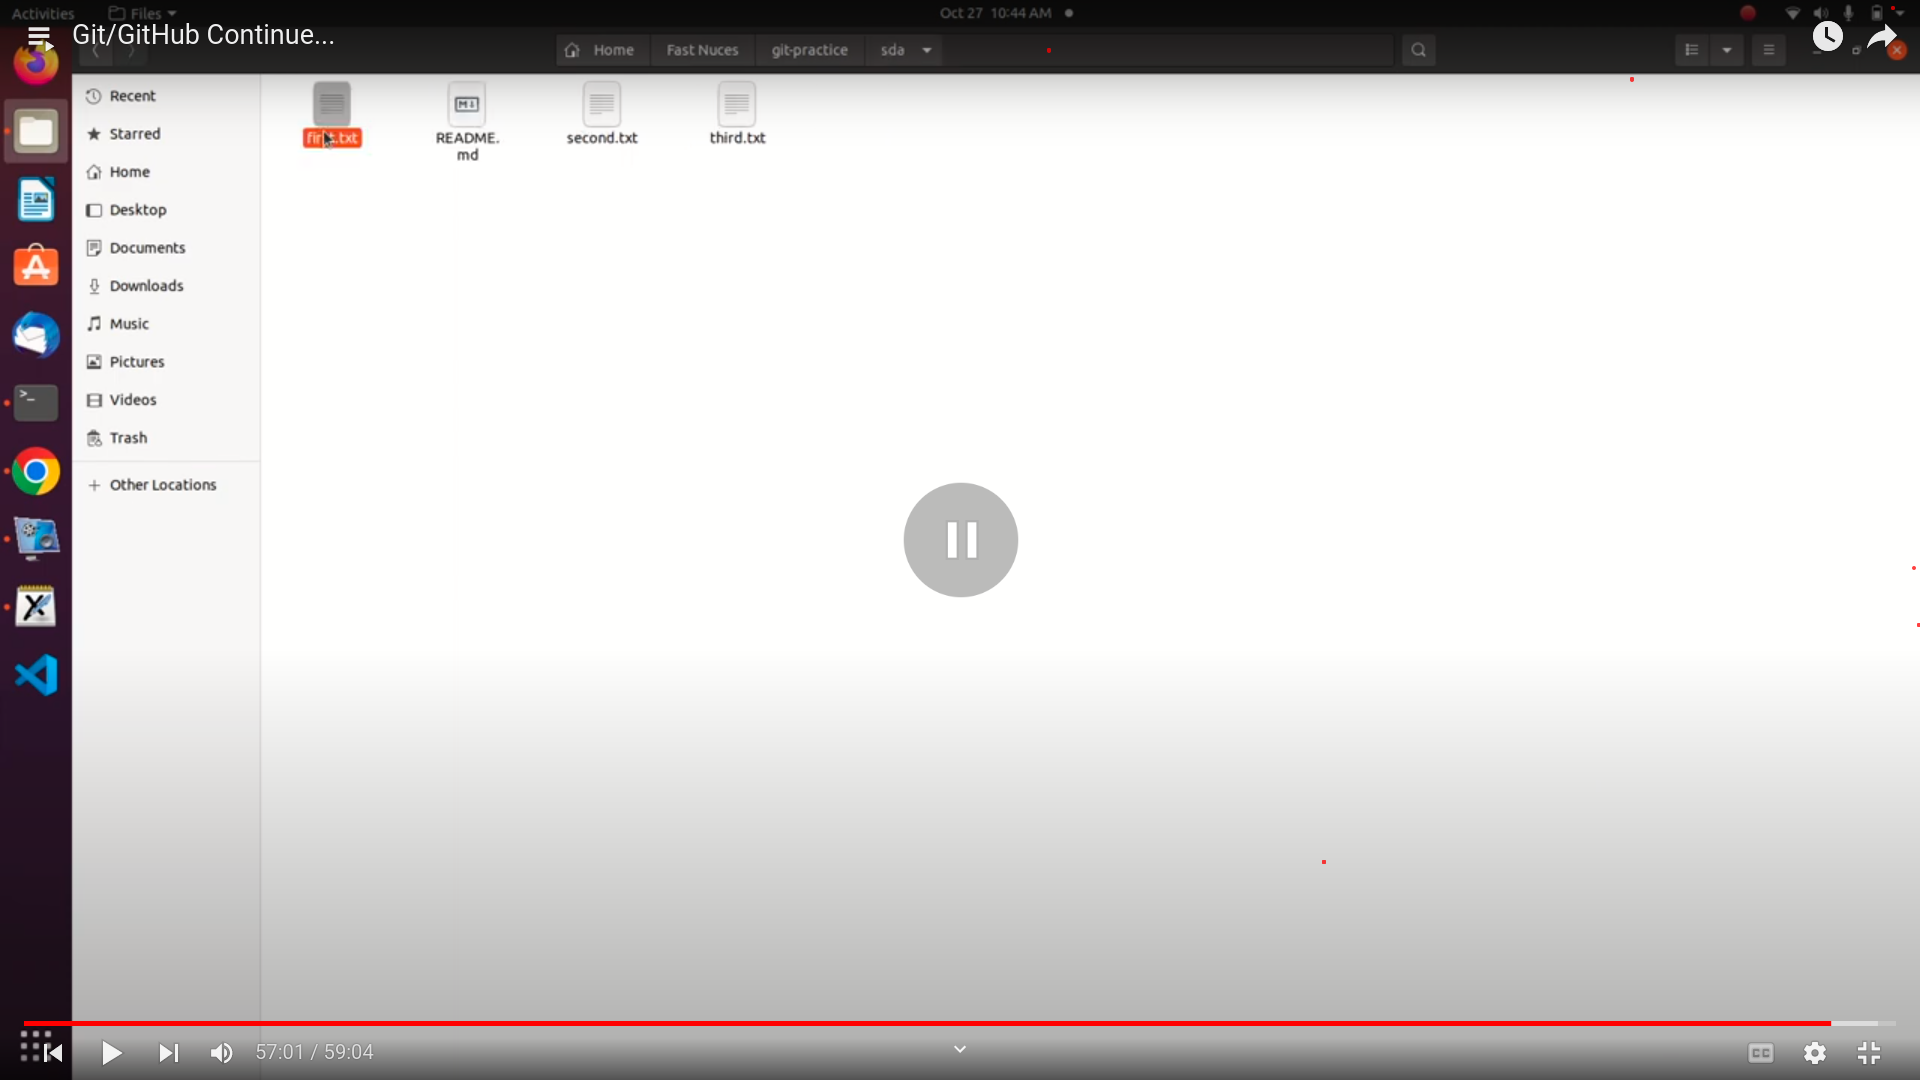 Activities Files Oct 27 10:44 AM
Git/GitHub Continue...
Home Fast Nuces git-practice sda
Recent
Starred
Home
Desktop
Documents
Downloads
Music
Pictures
Videos
Trash
Other Locations
first.txt
README.
md
second.txt
third.txt
57:01 / 59:04
CC